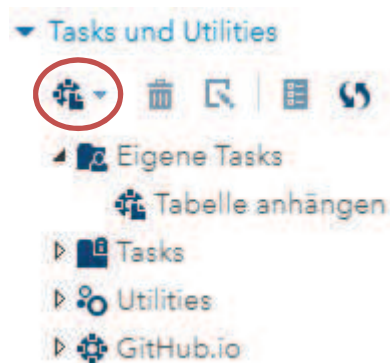 Tasks und Utilities
Eigene Tasks
Tabelle anhängen
Tasks
Utilities
GitHub.io